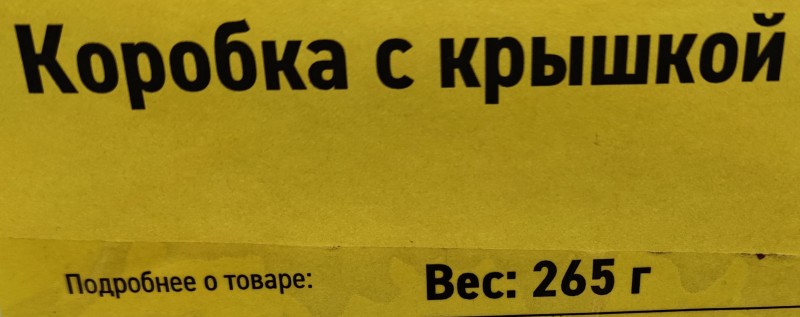 Коробка с крышкой
Подробнее о товаре:
Вес: 265 г